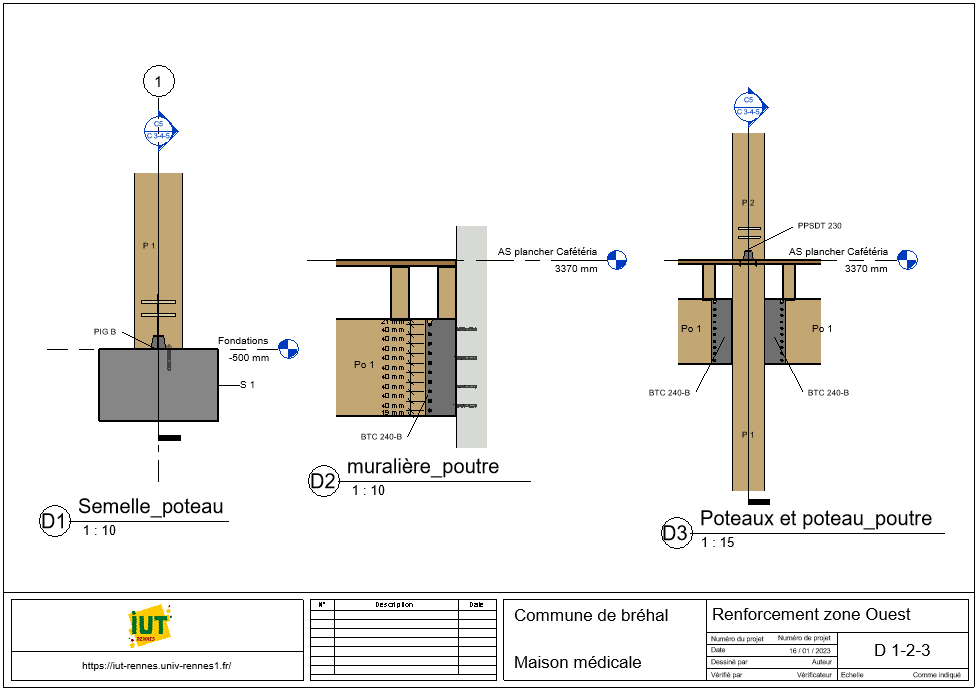 1
C5
C 3-4-5
P 1
PIG B
Fondations
-500 mm
S 1
D1
Semelle_poteau
1 : 10
AS plancher Cafétéria
3370 mm
21 mm
40 mm
40 mm
40 mm
40 mm
40 mm
40 mm
40 mm
40 mm
40 mm
19 mm
Po 1
BTC 240-B
D2
muralière_poutre
1 : 10
C5
C 3-4-5
P 2
PPSDT 230
AS plancher Cafétéria
3370 mm
Po 1
Po 1
BTC 240-B
BTC 240-B
P 1
D3
Poteaux et poteau_poutre
1 : 15
IUT
RENNES
https://iut-rennes.univ-rennes1.fr/
N° Description Date
Commune de bréhal
Maison médicale
Renforcement zone Ouest
Numéro du projet Numéro de projet
Date 16 / 01 / 2023
Dessiné par Auteur
Vérifié par Vérificateur
D 1-2-3
Echelle Comme indiqué